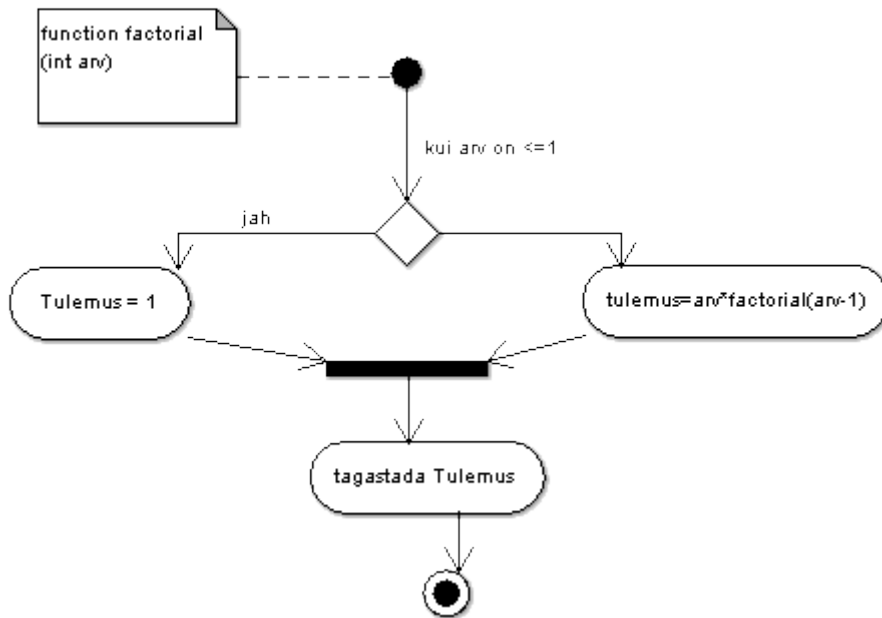 function factorial
(int arv)
kui arv on <=1
jah
Tulemus = 1
tulemus=arv*factorial(arv-1)
tagastada Tulemus